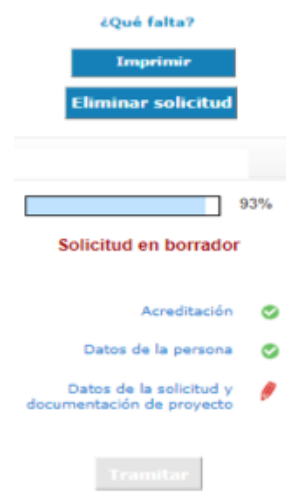 ¿Qué falta?
Imprimir
Eliminar solicitud
93%
Solicitud en borrador
Acreditación
Datos de la persona
Datos de la solicitud y
documentación de proyecto
Tramitar